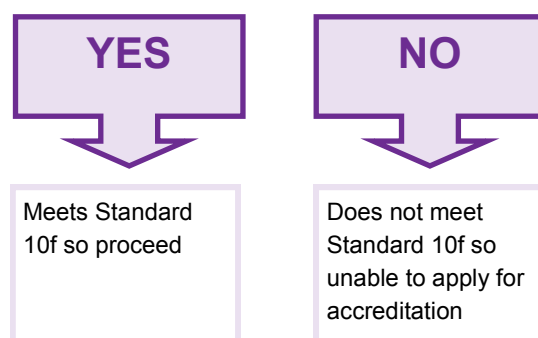 YES
NO
Meets Standard
10f so proceed
Does not meet
Standard 10f so
unable to apply for
accreditation